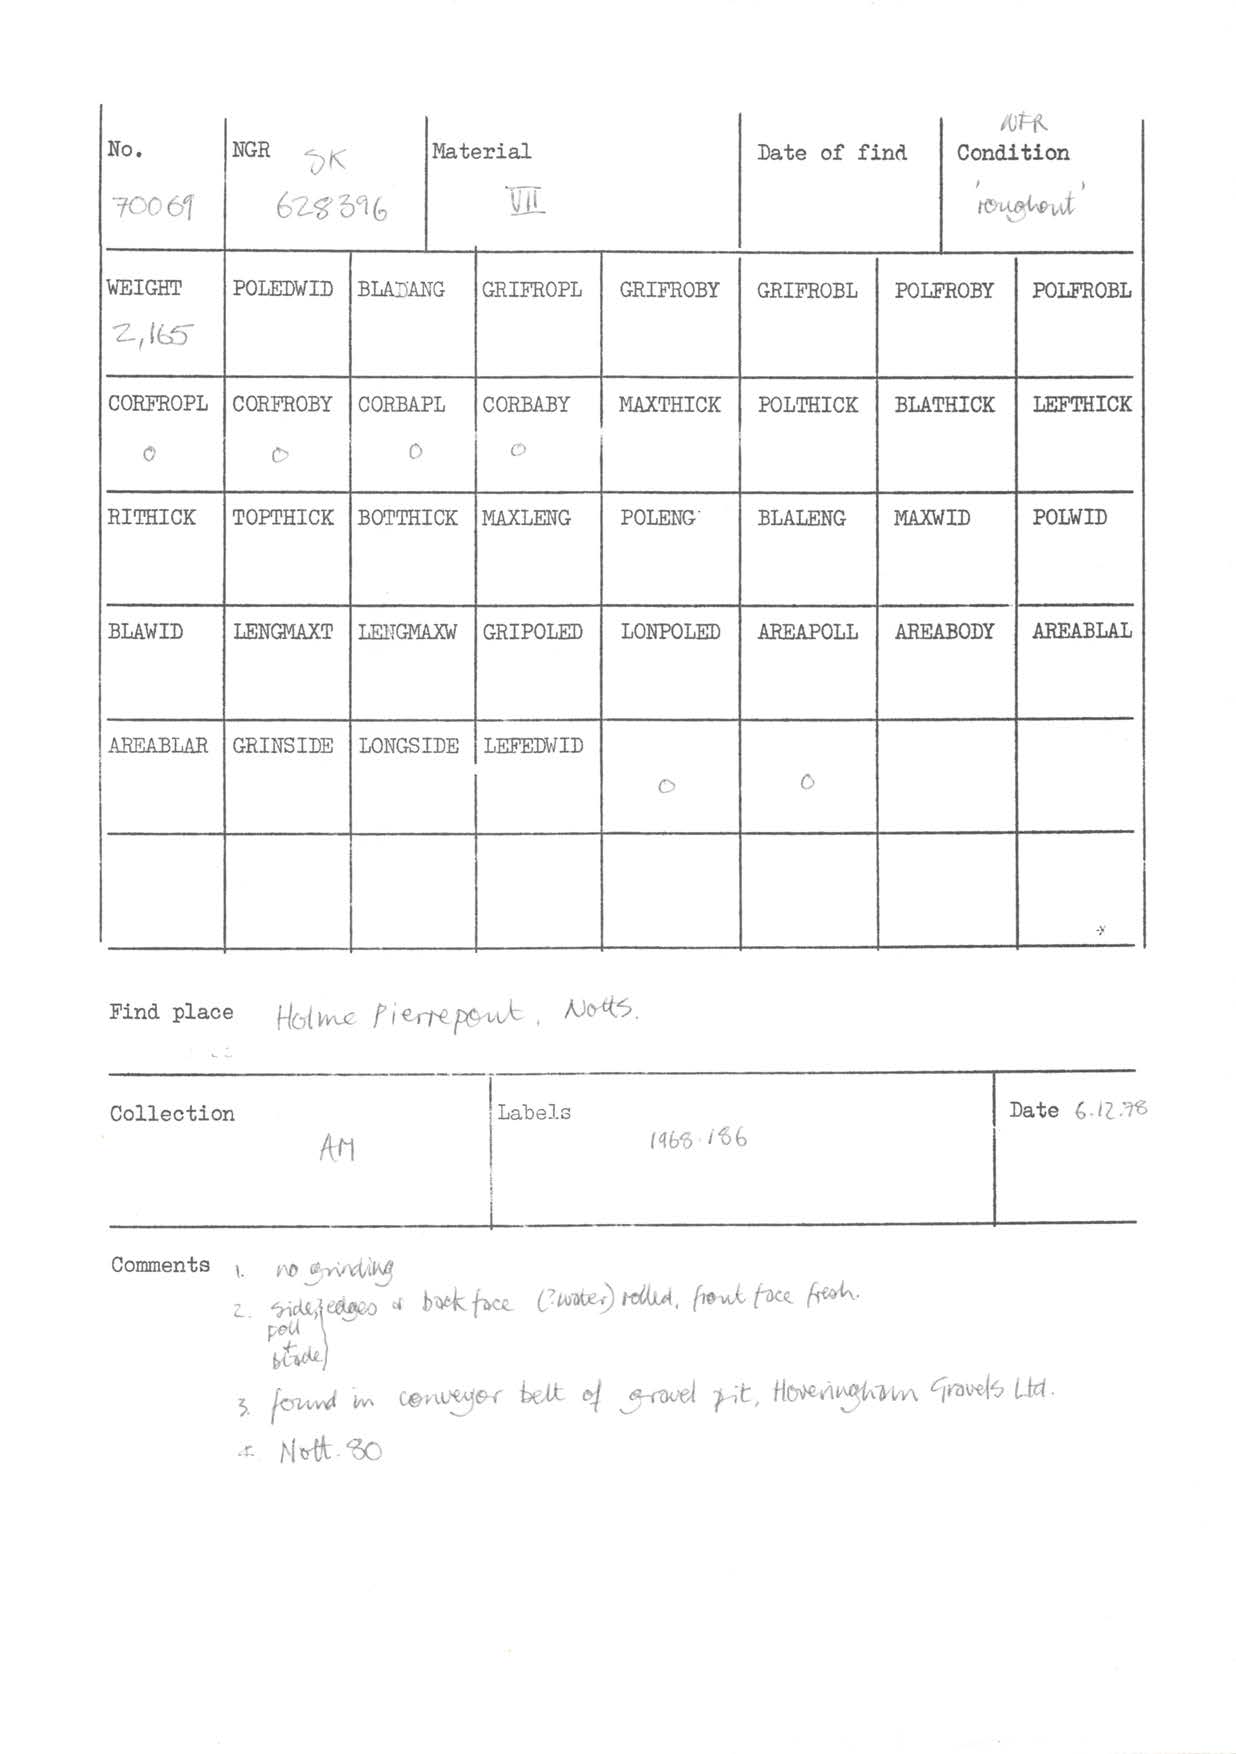 WFR
No. NGR SK Material Date of find Condition
70069 628396 VII 'roughout'
WEIGHT POLEDWID BLADANG GRIFROPL GRIFROBY GRIFROBL POLFROBY POLFROBL
2,165
CORFROPL CORFROBY CORBAPL CORBABY MAXTHICK POLTHICK BLATHICK LEFTHICK
0 0 0 0
RITHICK TOPTHICK BOTTHICK MAXLENG POLENG BLALENG MAXWID POLWID
BLAWID LENGMAXT LENGMAXW GRIPOLED LONPOLED AREAPOLL AREABODY AREABLAL
AREABLAR GRINSIDE LONGSIDE LEFEDWID
0 0
Find place Holme Pierrepont, Notts.
Collection Labels Date 6.12.78
AM 1968.186
Comments 1. no grinding
2. side, edges & back face (?water) rolled, front face fresh.
poll
+
blade
3. found in conveyor belt of gravel pit, Hoveringham Gravels Ltd.
4. Nott. 80